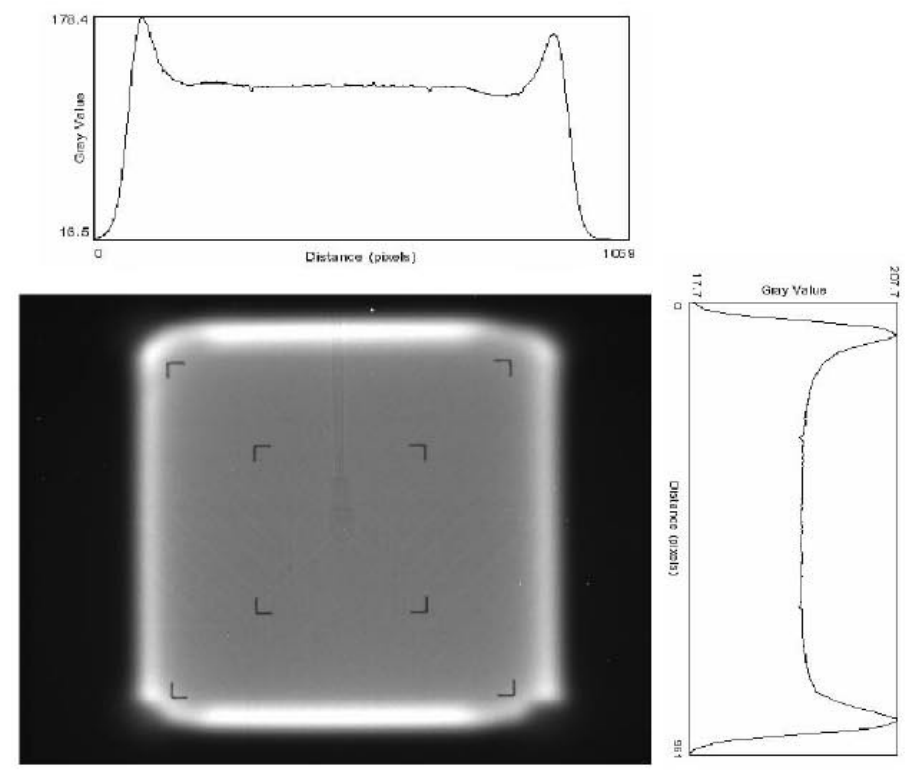 178.4
Gray Value
16.5
0
1069
Distance (pixels)
17.7
Gray Value
207.7
0
Distance (pixels)
961